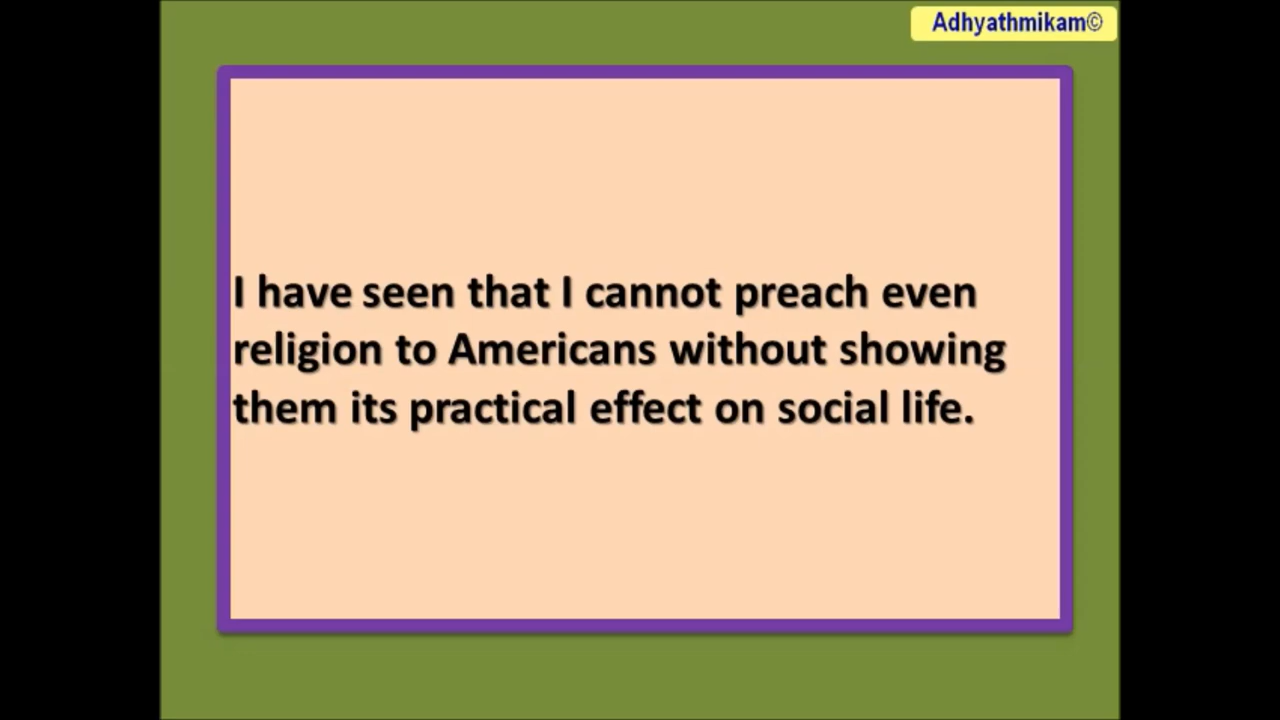 Adhyathmikam©
I have seen that I cannot preach even
religion to Americans without showing
them its practical effect on social life.